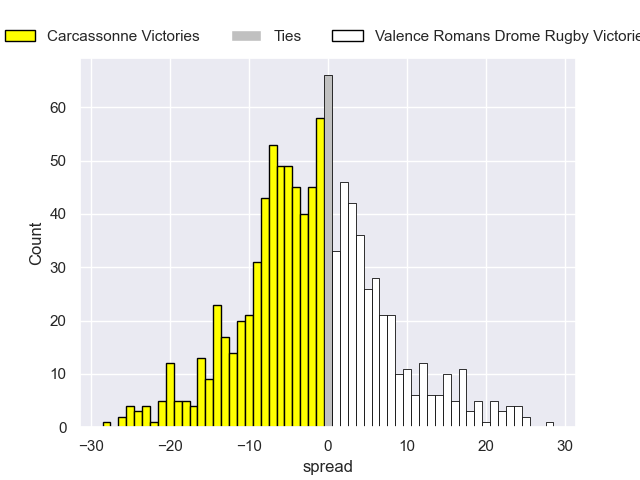 Carcassonne Victories Ties Valence Romans Drome Rugby Victorie
60
50
40
30
20
10
0
Count
−30 −20 −10 0 10 20 30
spread